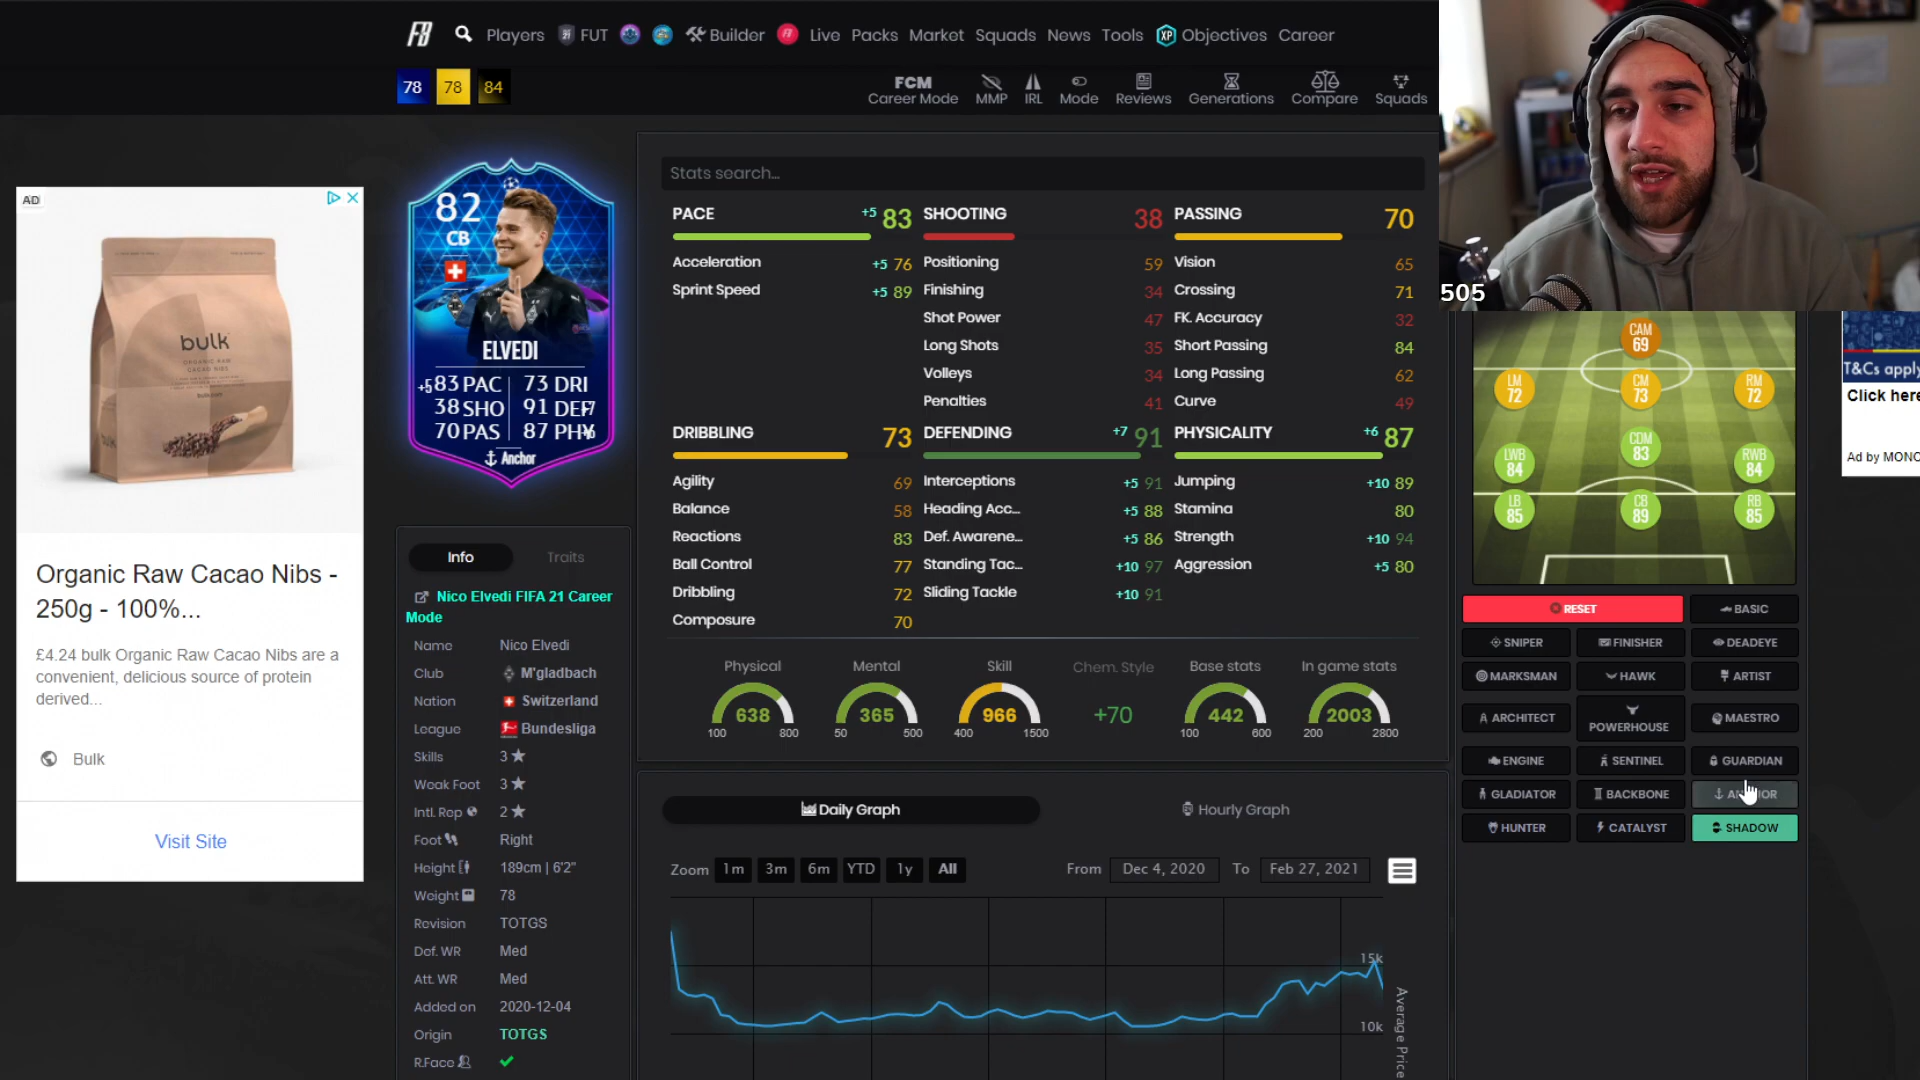 FB Players FUT Builder Live Packs Market Squads News Tools XP Objectives Career
78 78 84
FCM
Career Mode MMP IRL Mode Reviews Generations Compare Squads
AD
bulk
ORGANIC RAW
CACAO NIBS
Organic Raw Cacao Nibs -
250g - 100%...
£4.24 bulk Organic Raw Cacao Nibs are a
convenient, delicious source of protein
derived...
Bulk
Visit Site
82
CB
ELVEDI
+5 83 PAC 73 DRI
38 SHO 91 DEF
70 PAS 87 PHY
Anchor
Info Traits
Nico Elvedi FIFA 21 Career
Mode
Name Nico Elvedi
Club M'gladbach
Nation Switzerland
League Bundesliga
Skills 3
Weak Foot 3
Intl. Rep 2
Foot Right
Height 189cm | 6'2"
Weight 78
Revision TOTGS
Def. WR Med
Att. WR Med
Added on 2020-12-04
Origin TOTGS
R.Face
Stats search...
PACE +5 83
Acceleration +5 76
Sprint Speed +5 89
SHOOTING 38
Positioning 59
Finishing 34
Shot Power 47
Long Shots 35
Volleys 34
Penalties 41
PASSING 70
Vision 65
Crossing 71
FK. Accuracy 32
Short Passing 84
Long Passing 62
Curve 49
DRIBBLING 73
Agility 69
Balance 58
Reactions 83
Ball Control 77
Dribbling 72
Composure 70
DEFENDING +7 91
Interceptions +5 91
Heading Acc... +5 88
Def. Awarene... +5 86
Standing Tac... +10 97
Sliding Tackle +10 91
PHYSICALITY +6 87
Jumping +10 89
Stamina 80
Strength +10 94
Aggression +5 80
Physical Mental Skill Chem. Style Base stats In game stats
638 365 966 +70 442 2003
100 800 50 500 400 1500 100 600 200 2800
Daily Graph Hourly Graph
Zoom 1m 3m 6m YTD 1y All From Dec 4, 2020 To Feb 27, 2021
15k
10k
Average Price
505
CAM
69
LM
72
CM
73
RM
72
LWB
84
CDM
83
RWB
84
LB
85
CB
89
RB
85
RESET BASIC
SNIPER FINISHER DEADEYE
MARKSMAN HAWK ARTIST
ARCHITECT POWERHOUSE MAESTRO
ENGINE SENTINEL GUARDIAN
GLADIATOR BACKBONE
HUNTER CATALYST SHADOW
T&Cs apply
Click here
Ad by MONO